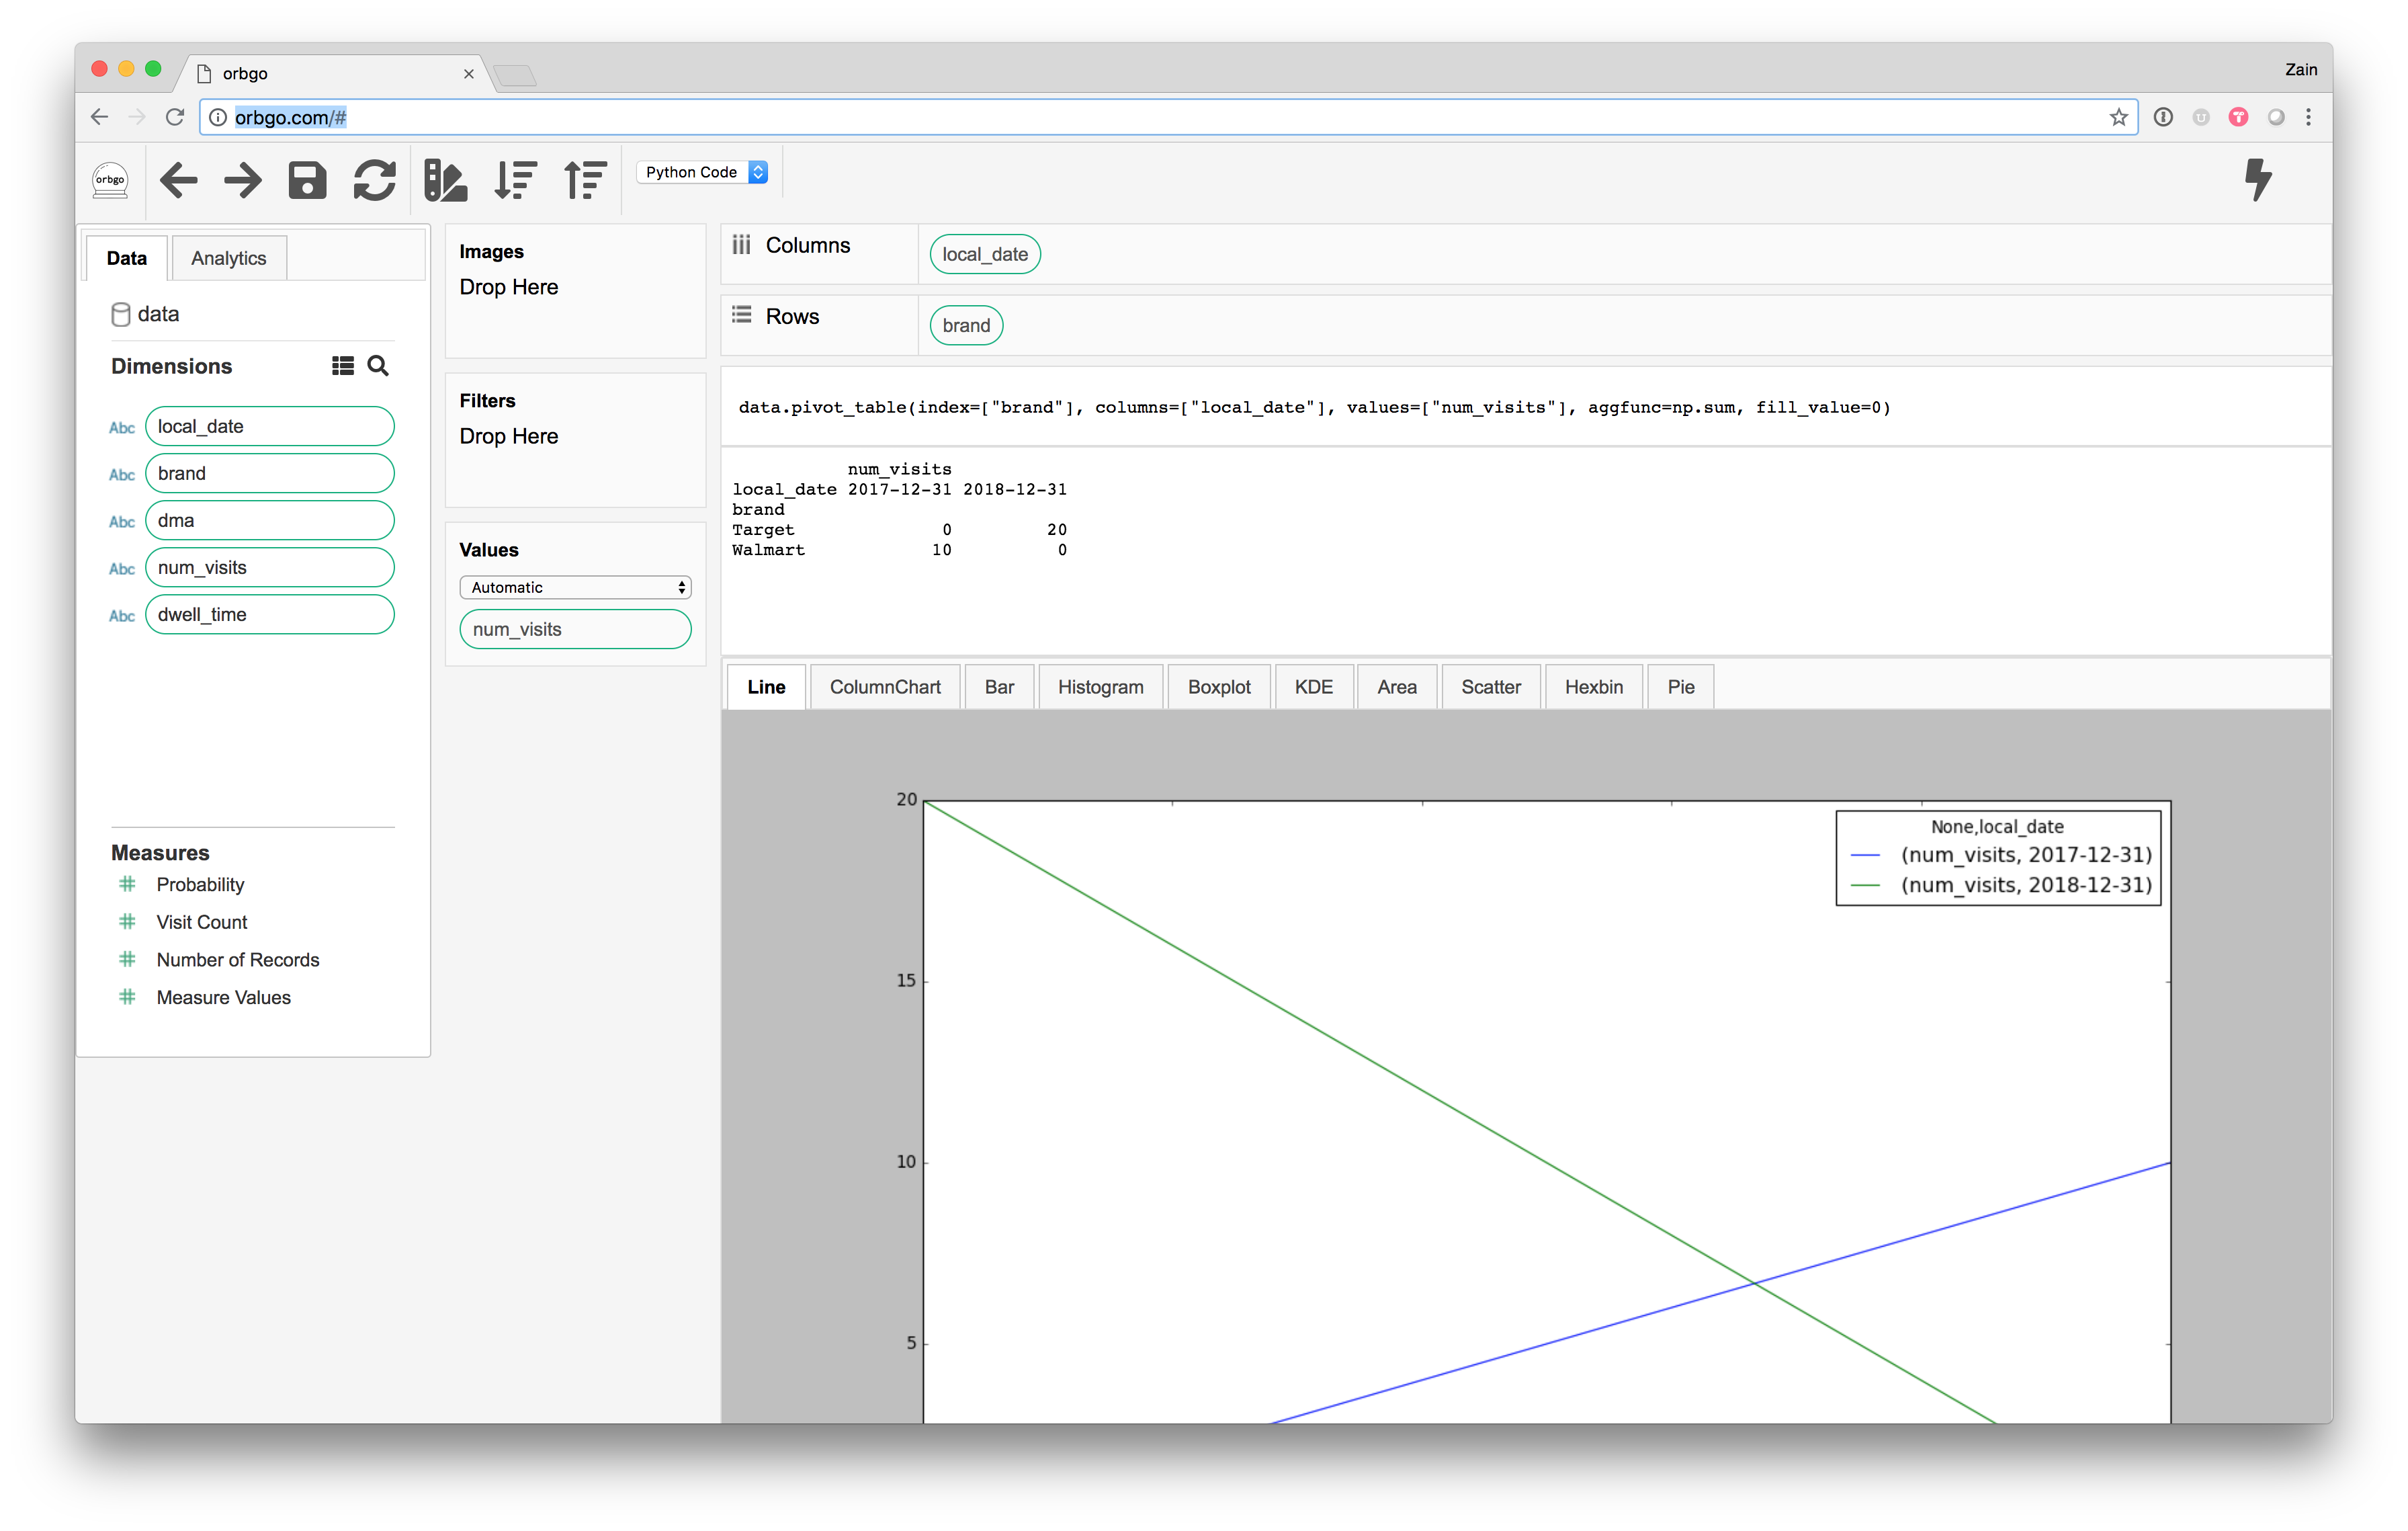 orbgo
Zain
orbgo.com/#
orbgo
Python Code
Data
Analytics
data
Dimensions
Abc local_date
Abc brand
Abc dma
Abc num_visits
Abc dwell_time
Measures
# Probability
# Visit Count
# Number of Records
# Measure Values
Images
Drop Here
Filters
Drop Here
Values
Automatic
num_visits
Columns
local_date
Rows
brand
data.pivot_table(index=["brand"], columns=["local_date"], values=["num_visits"], aggfunc=np.sum, fill_value=0)
num_visits
local_date 2017-12-31 2018-12-31
brand
Target 0 20
Walmart 10 0
Line ColumnChart Bar Histogram Boxplot KDE Area Scatter Hexbin Pie
20
15
10
5
None,local_date
(num_visits, 2017-12-31)
(num_visits, 2018-12-31)